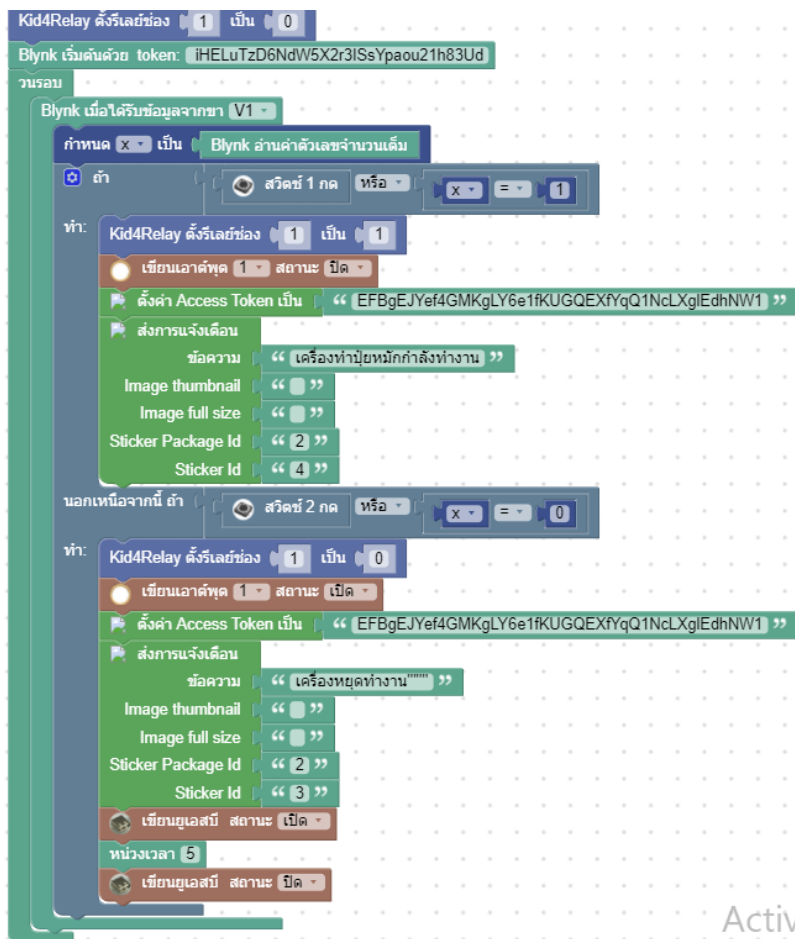 Kid4Relay ตั้งรีเลย์ช่อง 1 เป็น 0
Blynk เริ่มต้นด้วย token: iHELuTzD6NdW5X2r3ISsYpaou21h83Ud
วนรอบ
Blynk เมื่อได้รับข้อมูลจากขา V1
กำหนด x เป็น Blynk อ่านค่าตัวเลขจำนวนเต็ม
ถ้า สวิตช์ 1 กด หรือ x = 1
ทำ:
Kid4Relay ตั้งรีเลย์ช่อง 1 เป็น 1
เขียนเอาต์พุต 1 สถานะ ปิด
ตั้งค่า Access Token เป็น “ EFBgEJYef4GMKgLY6e1fKUGQEXfYqQ1NcLXgIEdhNW1 ”
ส่งการแจ้งเตือน
ข้อความ “ เครื่องทำปุ๋ยหมักกำลังทำงาน ”
Image thumbnail “ ”
Image full size “ ”
Sticker Package Id “ 2 ”
Sticker Id “ 4 ”
นอกเหนือจากนี้ ถ้า สวิตช์ 2 กด หรือ x = 0
ทำ:
Kid4Relay ตั้งรีเลย์ช่อง 1 เป็น 0
เขียนเอาต์พุต 1 สถานะ เปิด
ตั้งค่า Access Token เป็น “ EFBgEJYef4GMKgLY6e1fKUGQEXfYqQ1NcLXgIEdhNW1 ”
ส่งการแจ้งเตือน
ข้อความ “ เครื่องหยุดทำงาน""" ”
Image thumbnail “ ”
Image full size “ ”
Sticker Package Id “ 2 ”
Sticker Id “ 3 ”
เขียนยูเอสบี สถานะ เปิด
หน่วงเวลา 5
เขียนยูเอสบี สถานะ ปิด
Activ